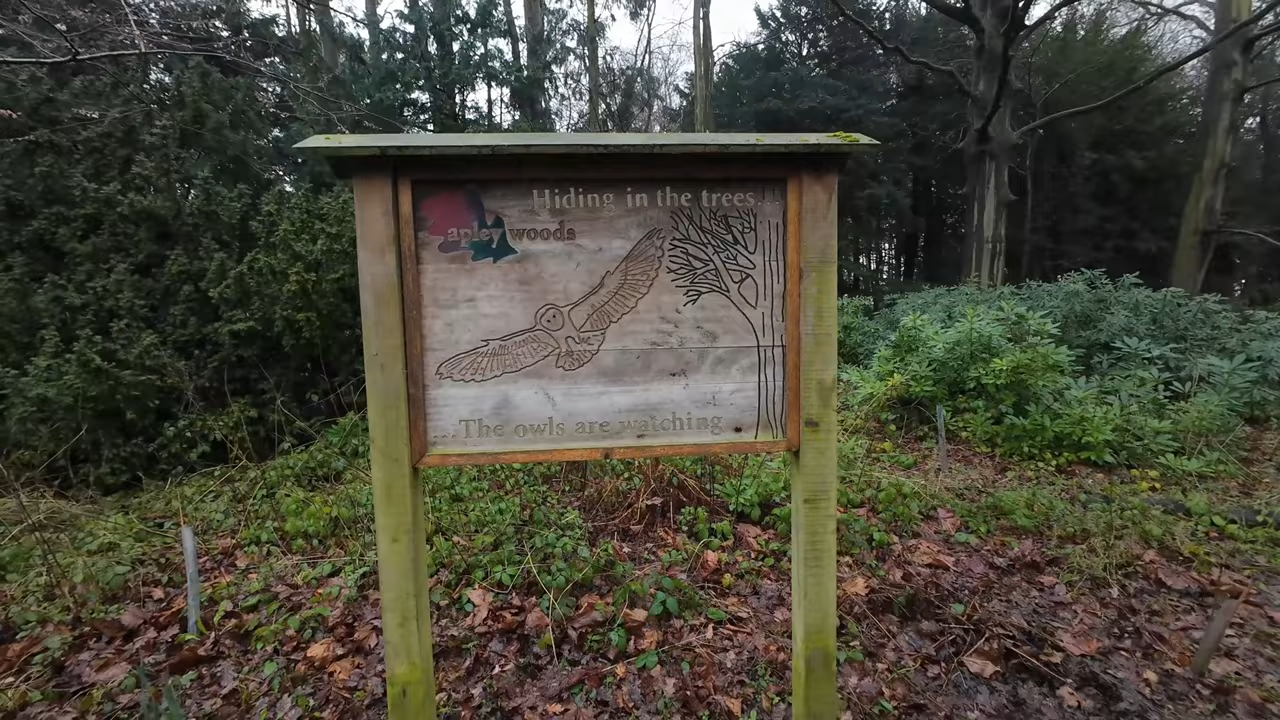 Hiding in the trees...
apley woods
...The owls are watching